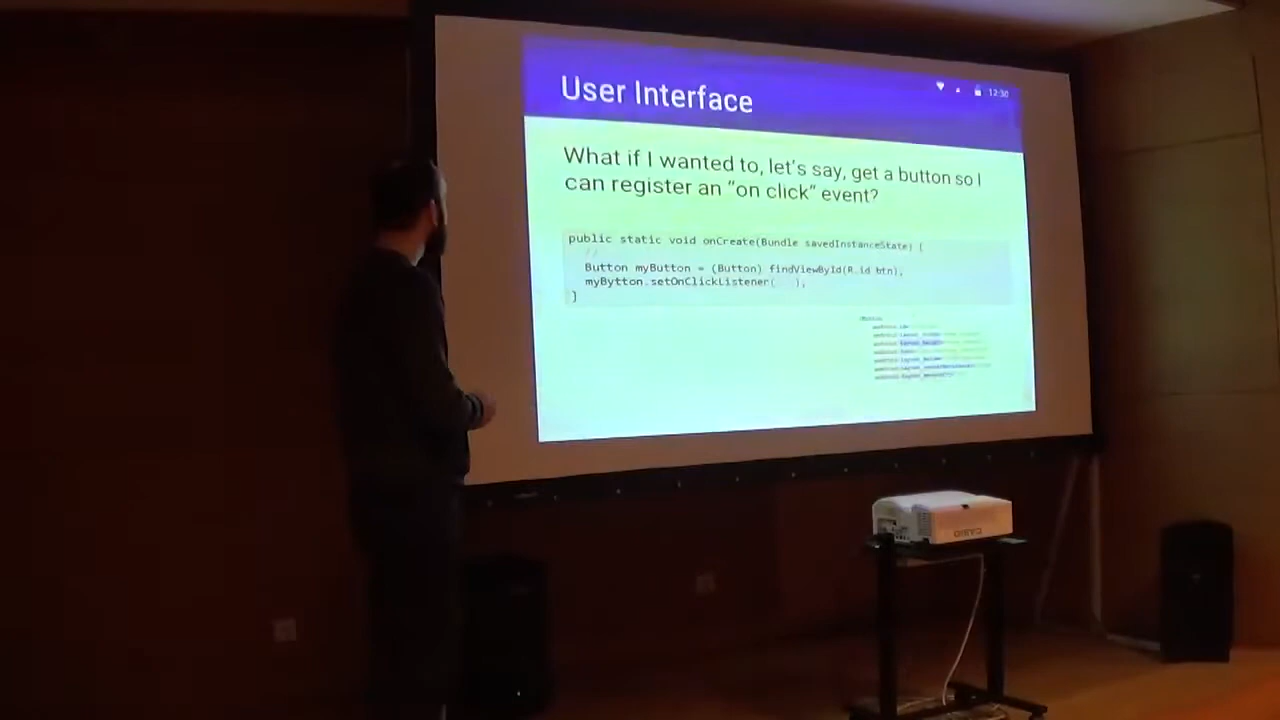 User Interface
12:30
What if I wanted to, let's say, get a button so I
can register an “on click” event?
public static void onCreate(Bundle savedInstanceState) {
//
Button myButton = (Button) findViewById(R.id btn),
myBytton.setOnClickListener( ),
}
CASIO